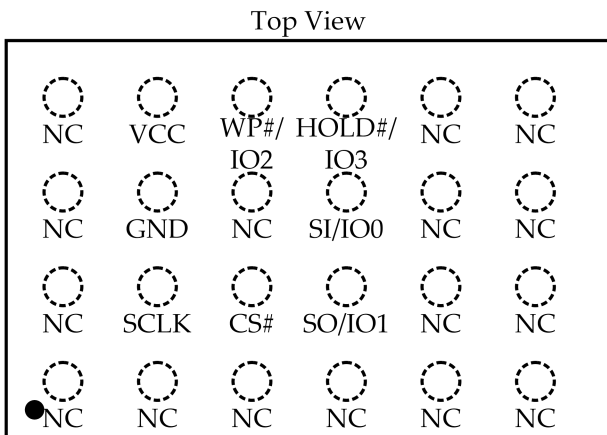 Top View
NC VCC WP#/ HOLD#/ NC NC
IO2 IO3
NC GND NC SI/IO0 NC NC
NC SCLK CS# SO/IO1 NC NC
NC NC NC NC NC NC